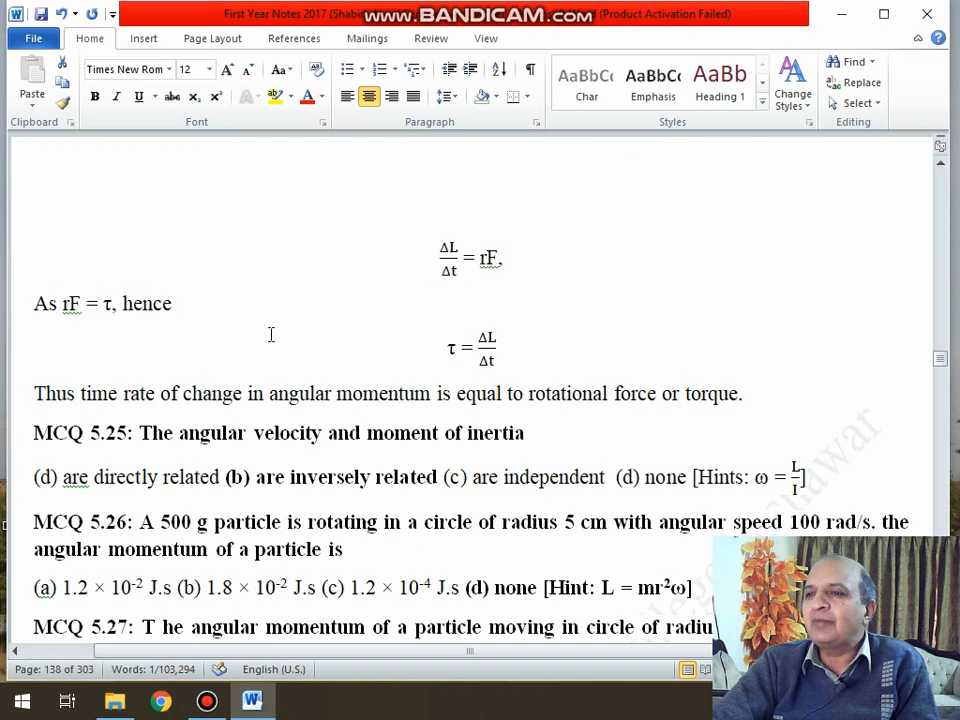 First Year Notes 2017 (Shabi
www.BANDICAM.com
(Product Activation Failed)
File Home Insert Page Layout References Mailings Review View
Times New Rom 12
Paste
Clipboard
Font
Paragraph
AaBbCc Char
AaBbCc Emphasis
AaBb Heading 1
Change Styles
Styles
Find
Replace
Select
Editing
ΔL/Δt = rF,
As rF = τ, hence
τ = ΔL/Δt
Thus time rate of change in angular momentum is equal to rotational force or torque.
MCQ 5.25: The angular velocity and moment of inertia
(d) are directly related (b) are inversely related (c) are independent (d) none [Hints: ω = L/I]
MCQ 5.26: A 500 g particle is rotating in a circle of radius 5 cm with angular speed 100 rad/s. the
angular momentum of a particle is
(a) 1.2 × 10⁻² J.s (b) 1.8 × 10⁻² J.s (c) 1.2 × 10⁻⁴ J.s (d) none [Hint: L = mr²ω]
MCQ 5.27: T he angular momentum of a particle moving in circle of radiu
Page: 138 of 303 Words: 1/103,294 English (U.S.)